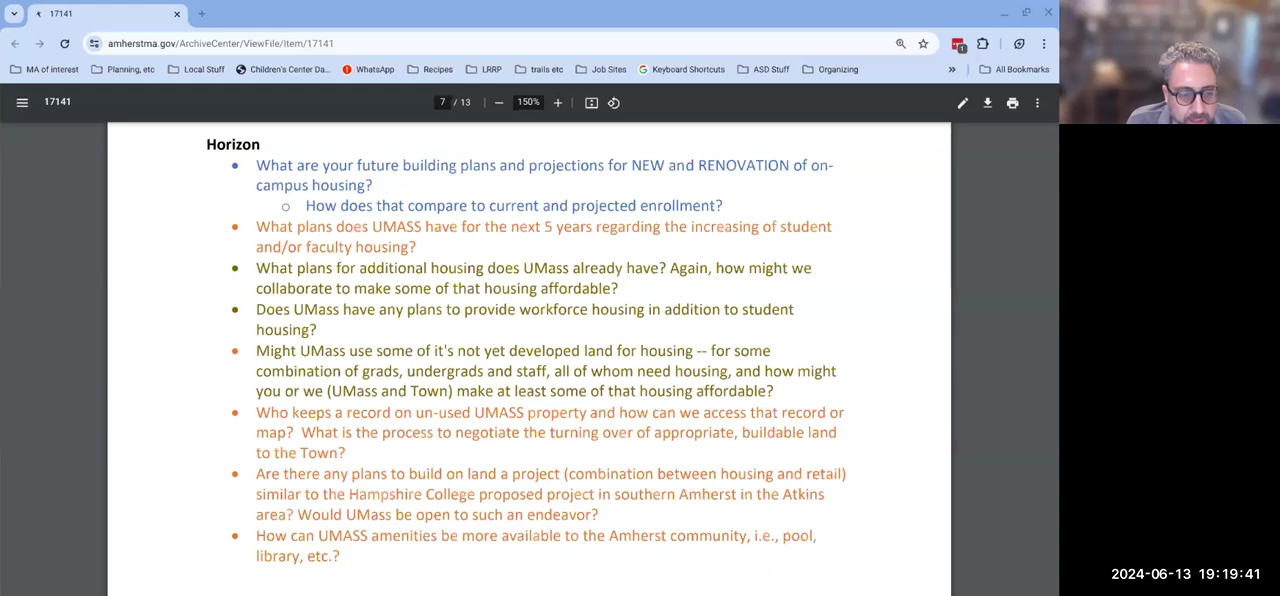 17141
amherstma.gov/ArchiveCenter/ViewFile/Item/17141
MA of interest
Planning, etc
Local Stuff
Children's Center Da...
WhatsApp
Recipes
LRRP
trails etc
Job Sites
Keyboard Shortcuts
ASD Stuff
Organizing
All Bookmarks
17141
7 / 13
150%
Horizon
What are your future building plans and projections for NEW and RENOVATION of on-
campus housing?
How does that compare to current and projected enrollment?
What plans does UMASS have for the next 5 years regarding the increasing of student
and/or faculty housing?
What plans for additional housing does UMass already have? Again, how might we
collaborate to make some of that housing affordable?
Does UMass have any plans to provide workforce housing in addition to student
housing?
Might UMass use some of it's not yet developed land for housing -- for some
combination of grads, undergrads and staff, all of whom need housing, and how might
you or we (UMass and Town) make at least some of that housing affordable?
Who keeps a record on un-used UMASS property and how can we access that record or
map?  What is the process to negotiate the turning over of appropriate, buildable land
to the Town?
Are there any plans to build on land a project (combination between housing and retail)
similar to the Hampshire College proposed project in southern Amherst in the Atkins
area? Would UMass be open to such an endeavor?
How can UMASS amenities be more available to the Amherst community, i.e., pool,
library, etc.?
2024-06-13 19:19:41